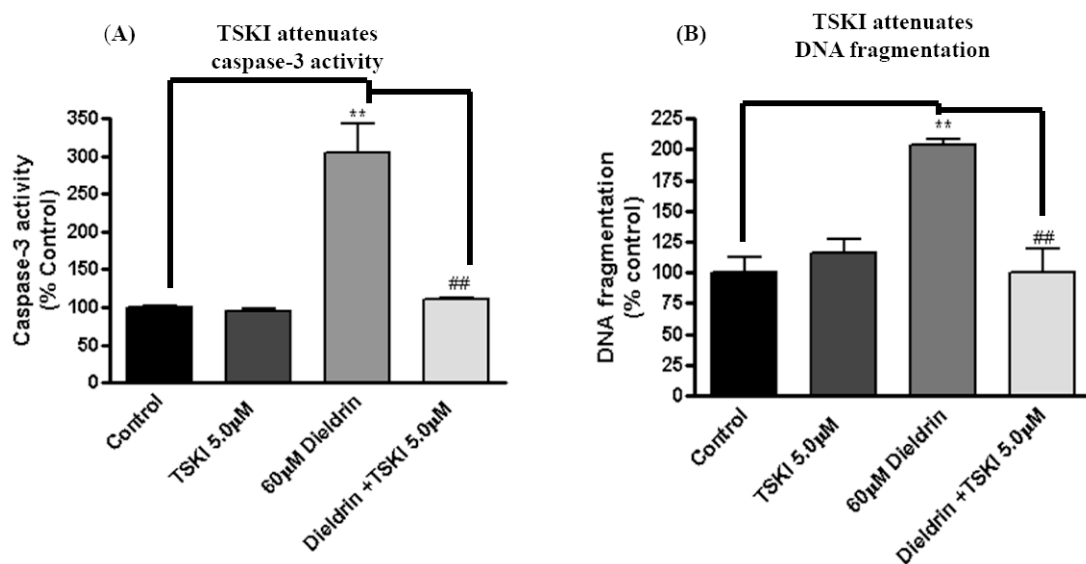 (A)
TSKI attenuates
caspase-3 activity
Caspase-3 activity
(% Control)
350
300
250
200
150
100
50
0
**
##
Control
TSKI 5.0µM
60µM Dieldrin
Dieldrin +TSKI 5.0µM
(B)
TSKI attenuates
DNA fragmentation
DNA fragmentation
(% control)
225
200
175
150
125
100
75
50
25
0
**
##
Control
TSKI 5.0µM
60µM Dieldrin
Dieldrin +TSKI 5.0µM